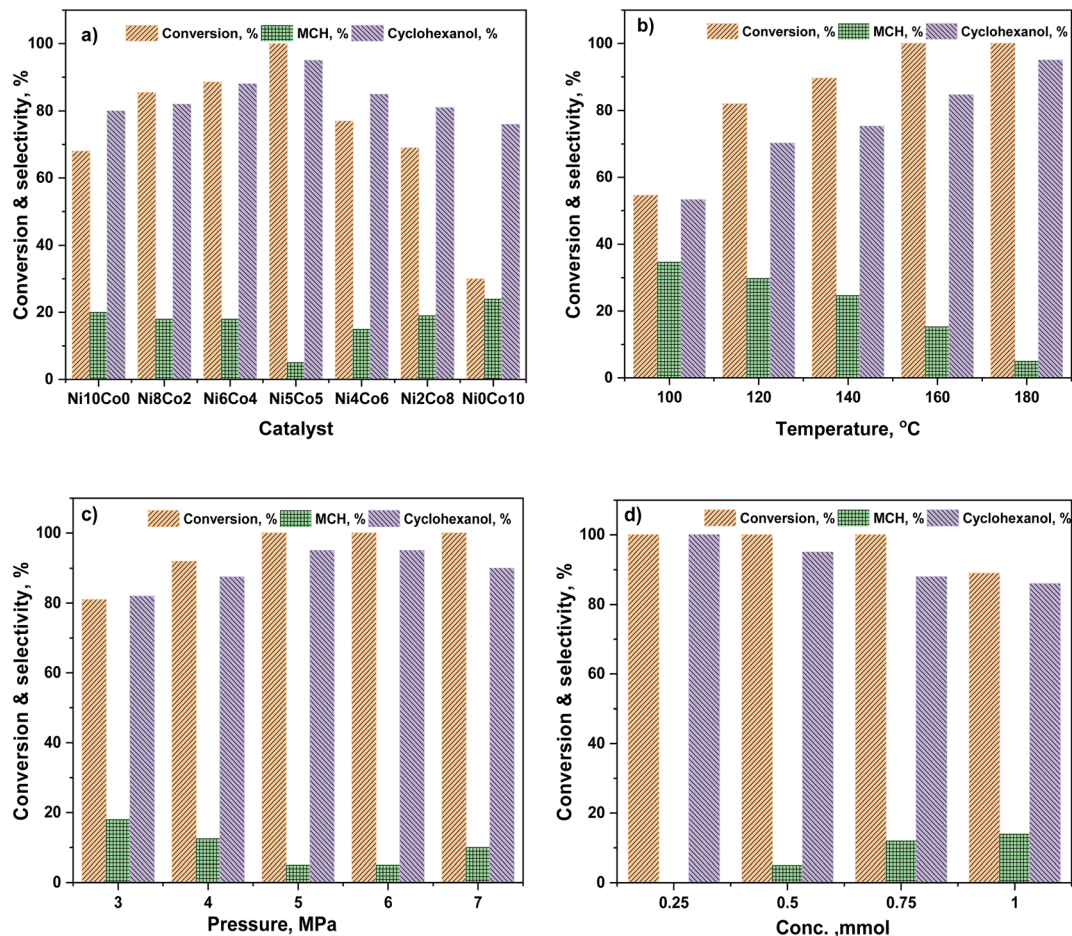 a)
Conversion, % MCH, % Cyclohexanol, %
100
80
60
40
20
0
Conversion & selectivity, %
Ni10Co0 Ni8Co2 Ni6Co4 Ni5Co5 Ni4Co6 Ni2Co8 Ni0Co10
Catalyst
b)
Conversion, % MCH, % Cyclohexanol, %
100
80
60
40
20
0
Conversion & selectivity, %
100 120 140 160 180
Temperature, °C
c)
Conversion, % MCH, % Cyclohexanol, %
100
80
60
40
20
0
Conversion & selectivity, %
3 4 5 6 7
Pressure, MPa
d)
Conversion, % MCH, % Cyclohexanol, %
100
80
60
40
20
0
Conversion & selectivity, %
0.25 0.5 0.75 1
Conc. ,mmol